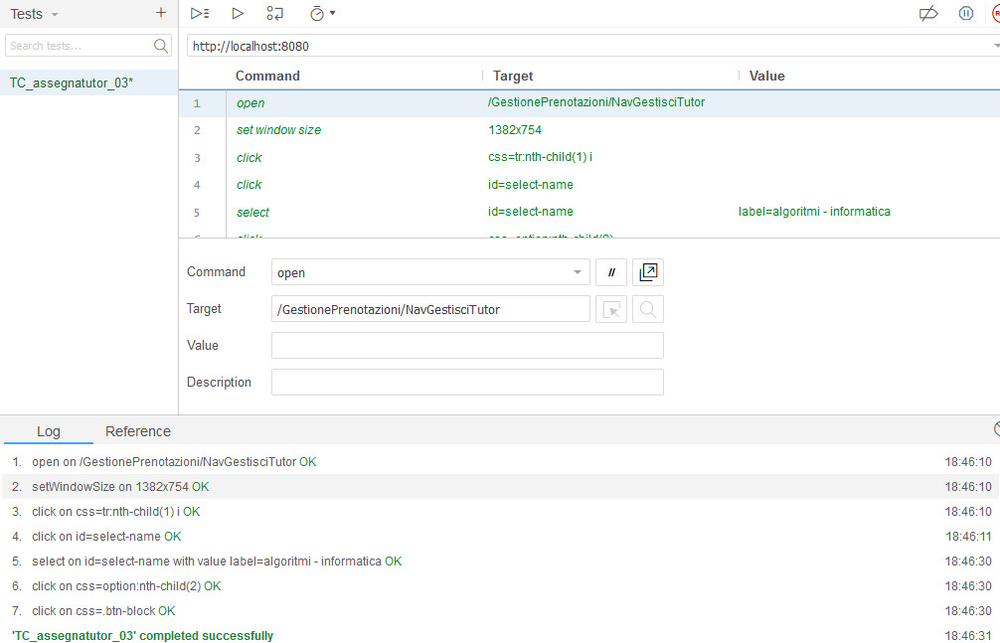 Tests
Search tests...
TC_assegnatutor_03*
http://localhost:8080
Command Target Value
1 open /GestionePrenotazioni/NavGestisciTutor
2 set window size 1382x754
3 click css=tr:nth-child(1) i
4 click id=select-name
5 select id=select-name label=algoritmi - informatica
6 click css=option:nth-child(2)
Command open //
Target /GestionePrenotazioni/NavGestisciTutor
Value
Description
Log Reference
1. open on /GestionePrenotazioni/NavGestisciTutor OK 18:46:10
2. setWindowSize on 1382x754 OK 18:46:10
3. click on css=tr:nth-child(1) i OK 18:46:10
4. click on id=select-name OK 18:46:11
5. select on id=select-name with value label=algoritmi - informatica OK 18:46:30
6. click on css=option:nth-child(2) OK 18:46:30
7. click on css=.btn-block OK 18:46:30
'TC_assegnatutor_03' completed successfully 18:46:31